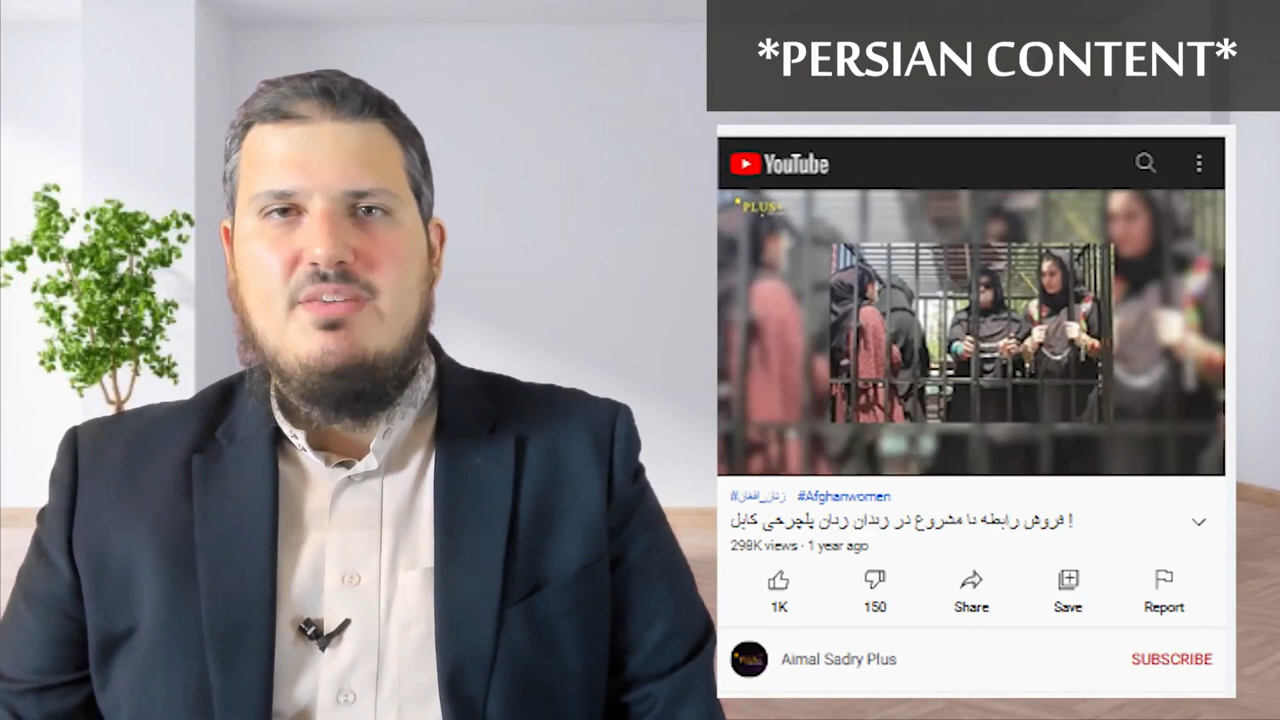 *PERSIAN CONTENT*
YouTube
PLUS+
#زنان_افغان #Afghanwomen
فروش رابطه نا مشروع در زندان زنان پلچرخی کابل !
298K views · 1 year ago
1K
150
Share
Save
Report
Aimal Sadry Plus
SUBSCRIBE